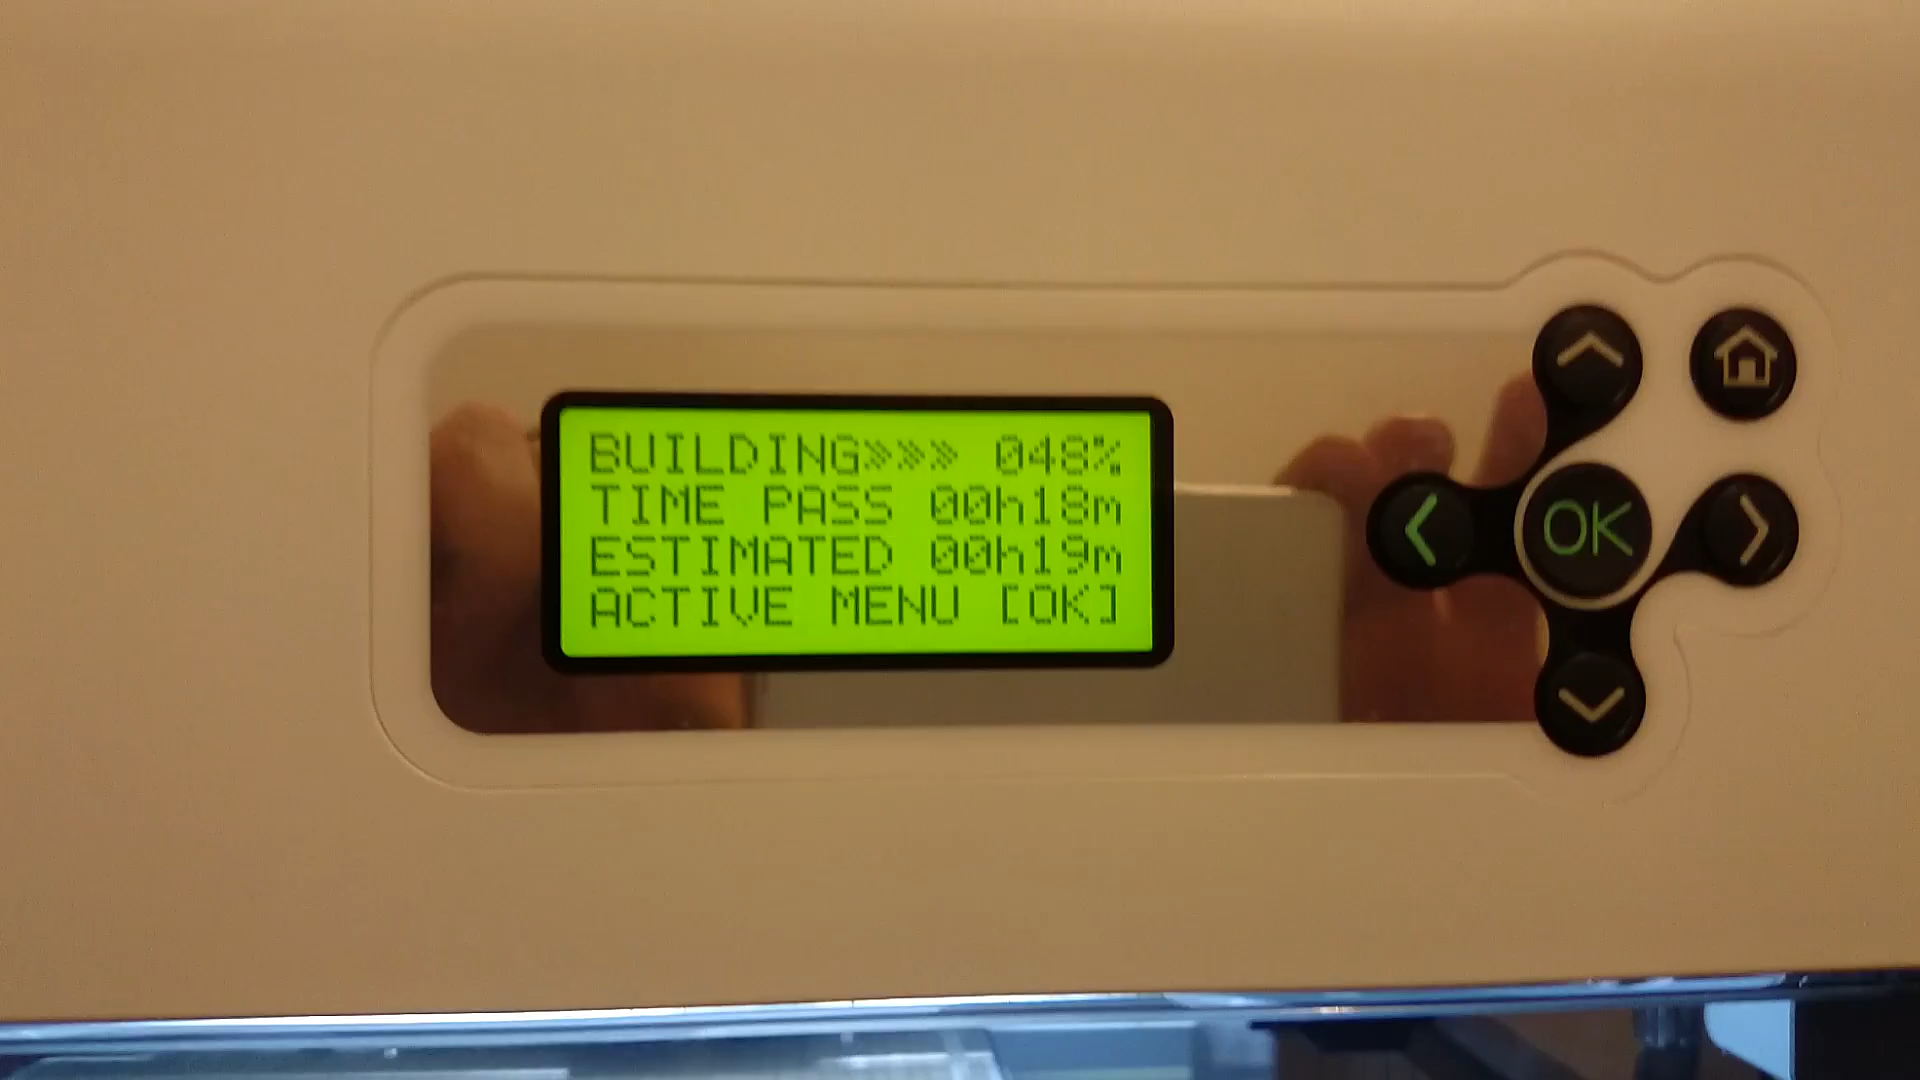 BUILDING»»» 048%
TIME PASS 00h18m
ESTIMATED 00h19m
ACTIVE MENU [OK]
OK